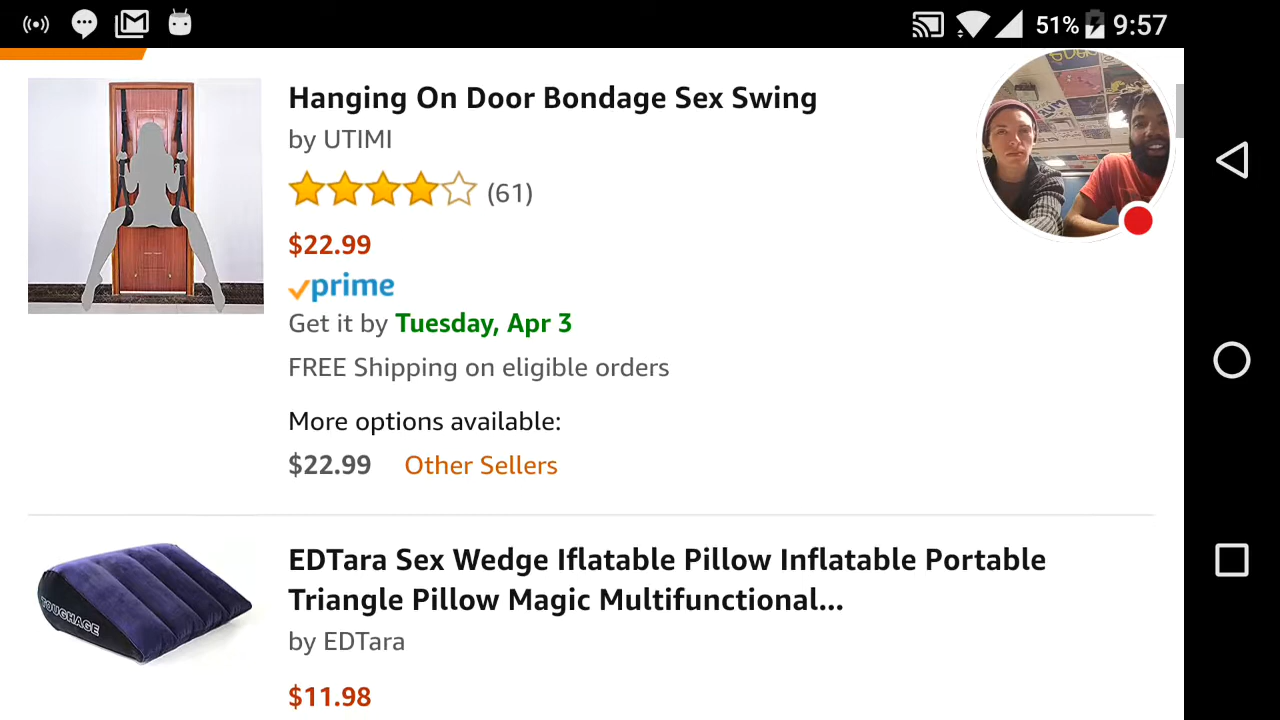 51% 9:57
Hanging On Door Bondage Sex Swing
by UTIMI
(61)
$22.99
prime
Get it by Tuesday, Apr 3
FREE Shipping on eligible orders
More options available:
$22.99 Other Sellers
TOUGHAGE
EDTara Sex Wedge Iflatable Pillow Inflatable Portable
Triangle Pillow Magic Multifunctional...
by EDTara
$11.98